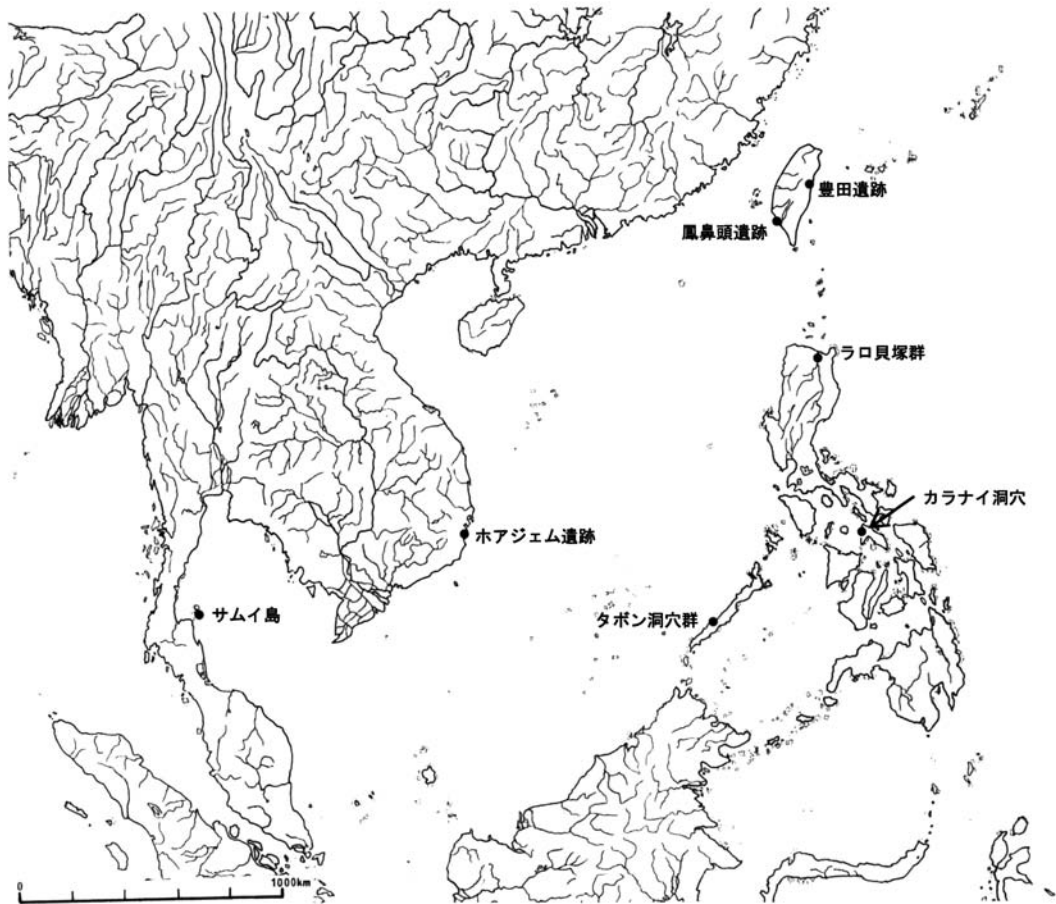 豊田遺跡
鳳鼻頭遺跡
ラロ貝塚群
カラナイ洞穴
ホアジェム遺跡
サムイ島
タボン洞穴群
0
1000km